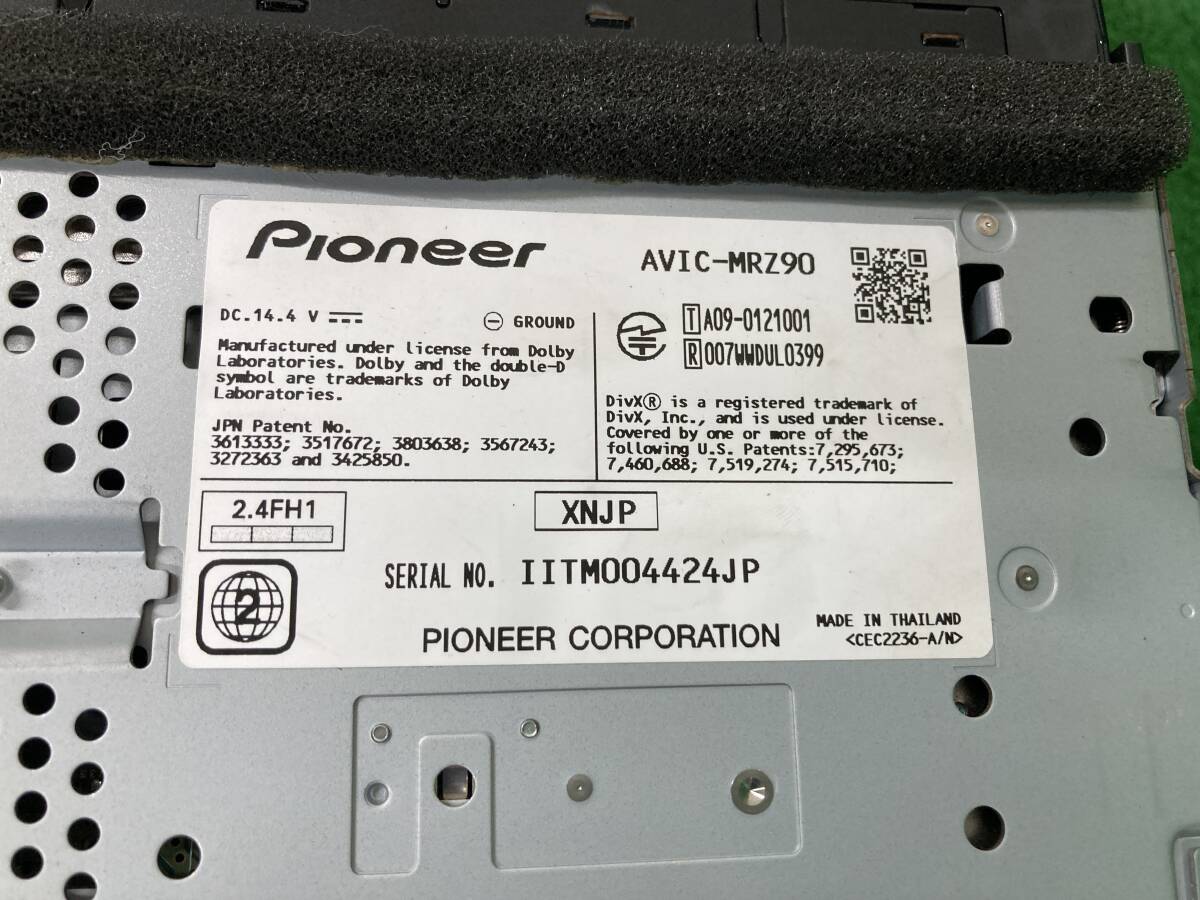 Pioneer
AVIC-MRZ90
DC.14.4 V
⊖ GROUND
Manufactured under license from Dolby
Laboratories. Dolby and the double-D
symbol are trademarks of Dolby
Laboratories.
JPN Patent No.
3613333; 3517672; 3803638; 3567243;
3272363 and 3425850.
T A09-0121001
R 007WWDUL0399
DivX® is a registered trademark of
DivX, Inc., and is used under license.
Covered by one or more of the
following U.S. Patents:7,295,673;
7,460,688; 7,519,274; 7,515,710;
2.4FH1
XNJP
2
SERIAL NO. IITM004424JP
PIONEER CORPORATION
MADE IN THAILAND
<CEC2236-A/N>